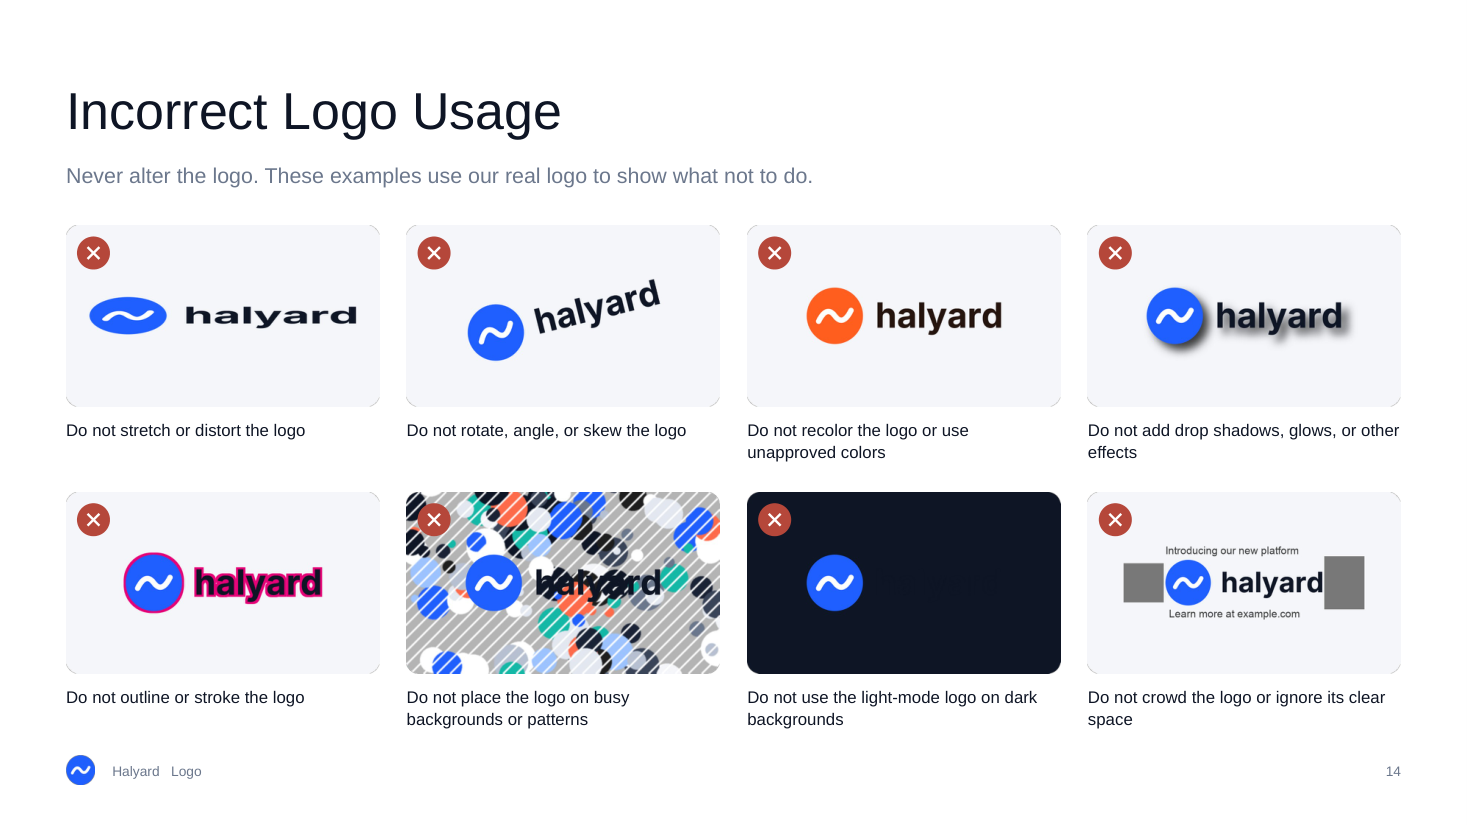 Incorrect Logo Usage
Never alter the logo. These examples use our real logo to show what not to do.
halyard
halyard
halyard
halyard
Do not stretch or distort the logo
Do not rotate, angle, or skew the logo
Do not recolor the logo or use
unapproved colors
Do not add drop shadows, glows, or other
effects
halyard
halyard
Introducing our new platform
halyard
Learn more at example.com
Do not outline or stroke the logo
Do not place the logo on busy
backgrounds or patterns
Do not use the light-mode logo on dark
backgrounds
Do not crowd the logo or ignore its clear
space
Halyard Logo
14